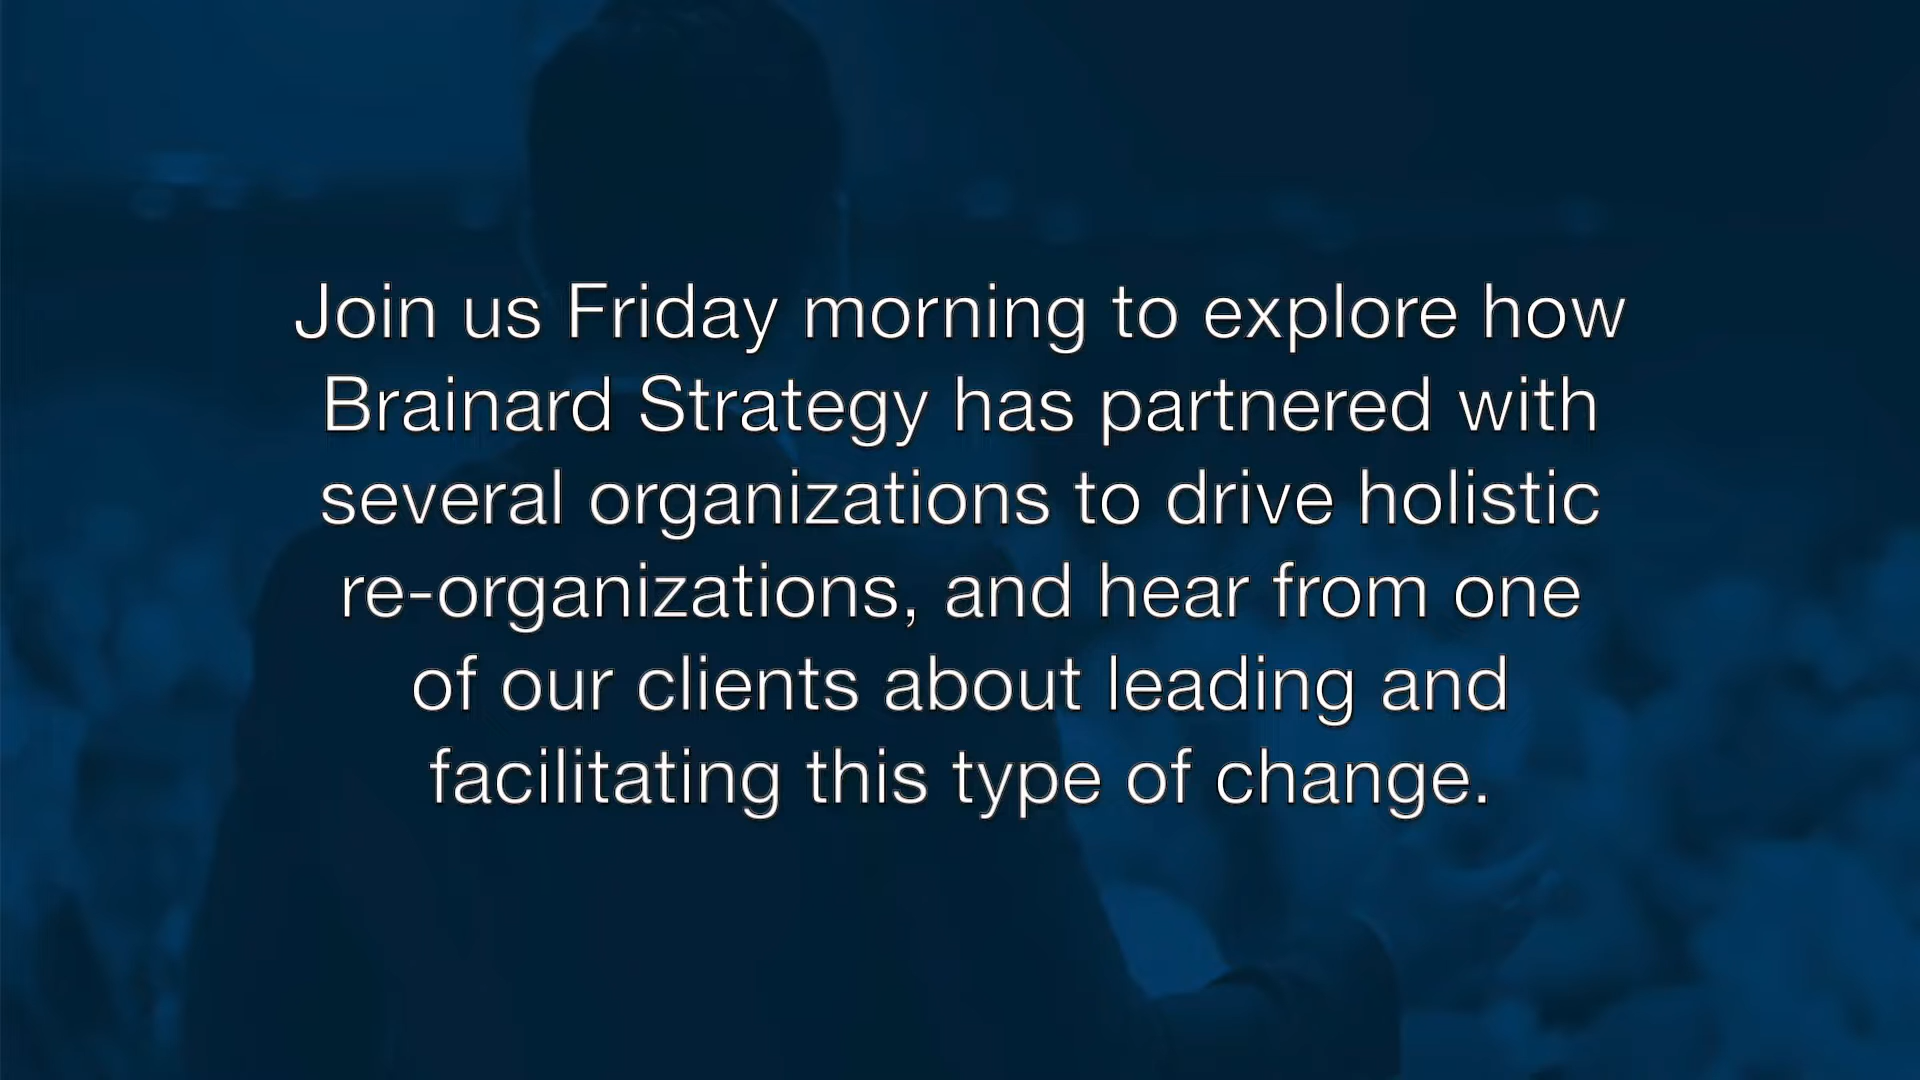 Join us Friday morning to explore how
Brainard Strategy has partnered with
several organizations to drive holistic
re-organizations, and hear from one
of our clients about leading and
facilitating this type of change.